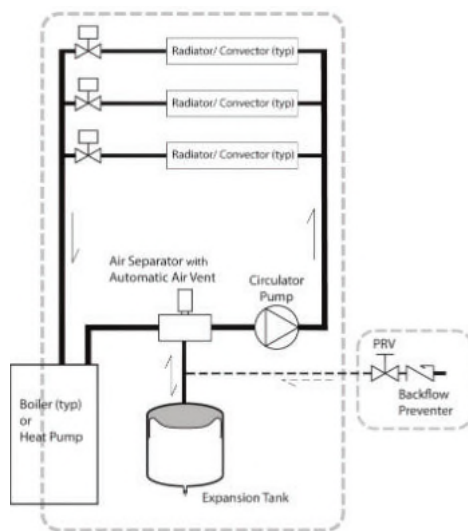 Radiator/ Convector (typ)
Radiator/ Convector (typ)
Radiator/ Convector (typ)
Air Separator with
Automatic Air Vent
Circulator
Pump
PRV
Backflow
Preventer
Boiler (typ)
or
Heat Pump
Expansion Tank